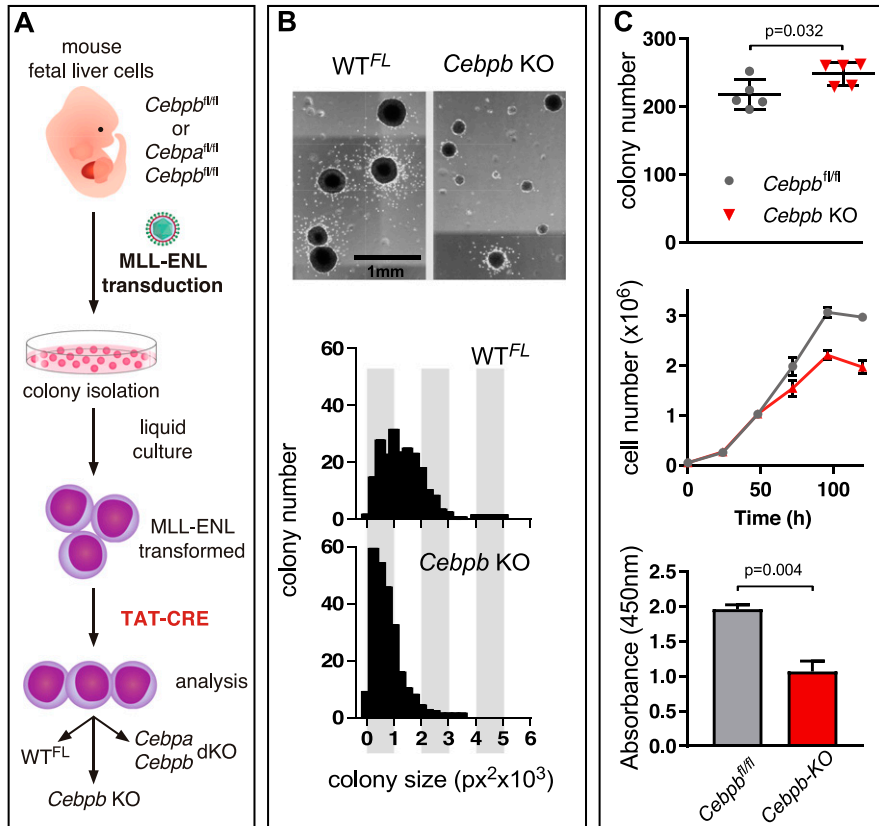 A
mouse
fetal liver cells
Cebpb^fl/fl
or
Cebpa^fl/fl
Cebpb^fl/fl
MLL-ENL
transduction
colony isolation
liquid
culture
MLL-ENL
transformed
TAT-CRE
analysis
WT^FL
Cebpa
Cebpb dKO
Cebpb KO
B
WT^FL
Cebpb KO
1mm
60
40
20
0
WT^FL
60
40
20
0
Cebpb KO
colony number
0 1 2 3 4 5 6
colony size (px²x10³)
C
p=0.032
300
200
100
0
colony number
Cebpb^fl/fl
Cebpb KO
3
2
1
0
cell number (x10⁶)
0 50 100
Time (h)
p=0.004
2.0
1.5
1.0
0.5
0.0
Absorbance (450nm)
Cebpb^fl/fl
Cebpb-KO